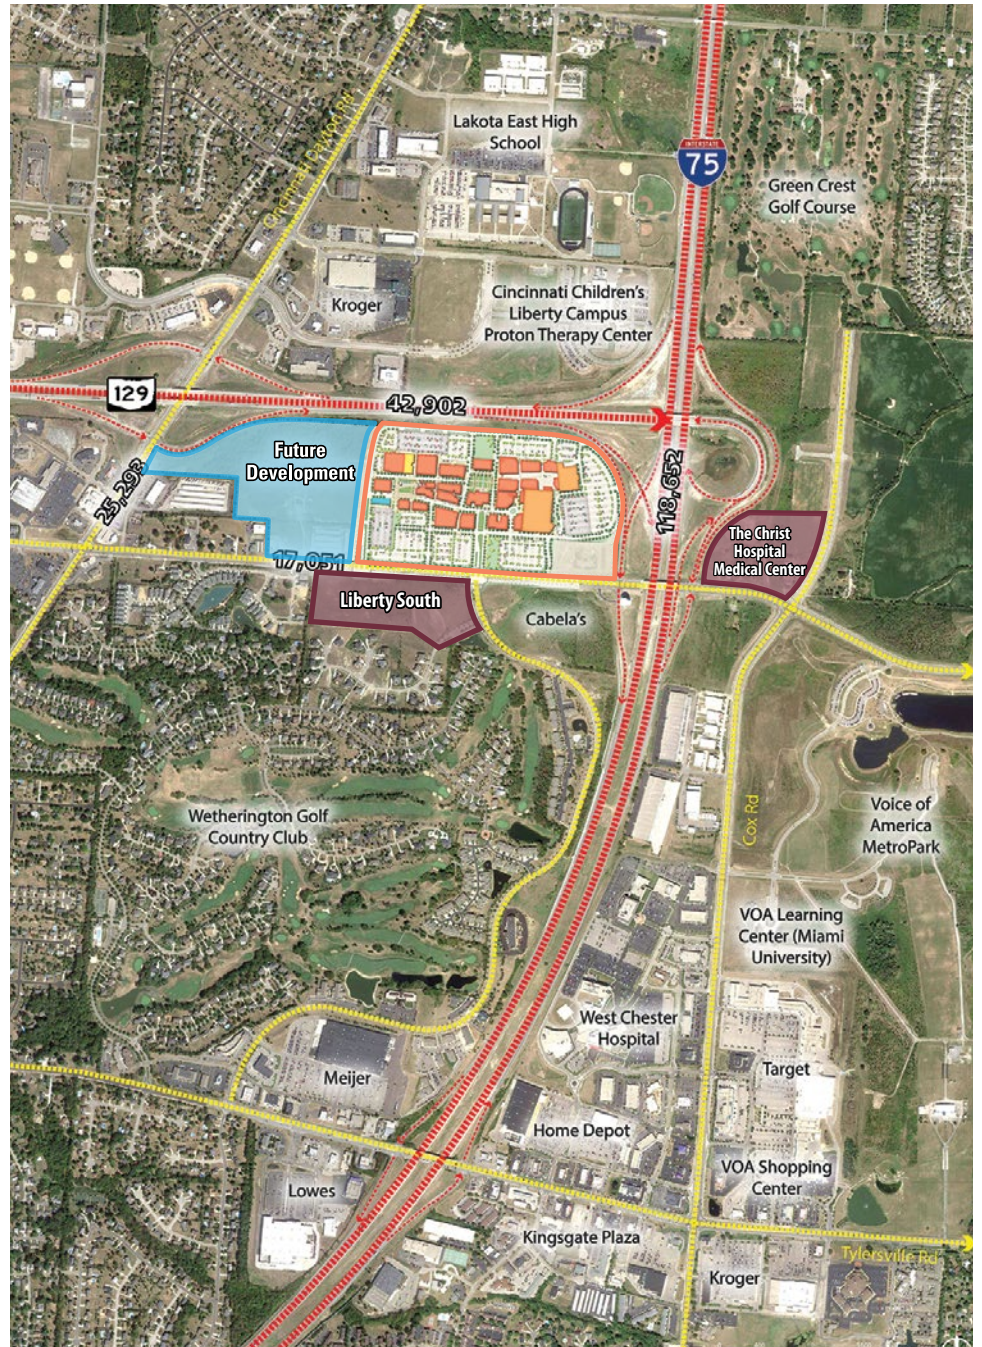 Cincinnati Dayton Rd
Lakota East High
School
INTERSTATE
75
Green Crest
Golf Course
Kroger
Cincinnati Children's
Liberty Campus
Proton Therapy Center
129
42,902
Future
Development
25,293
118,652
17,051
The Christ
Hospital
Medical Center
Liberty South
Cabela's
Wetherington Golf
Country Club
Cox Rd
Voice of
America
MetroPark
VOA Learning
Center (Miami
University)
West Chester
Hospital
Meijer
Target
Home Depot
VOA Shopping
Center
Lowes
Kingsgate Plaza
Tylersville Rd
Kroger